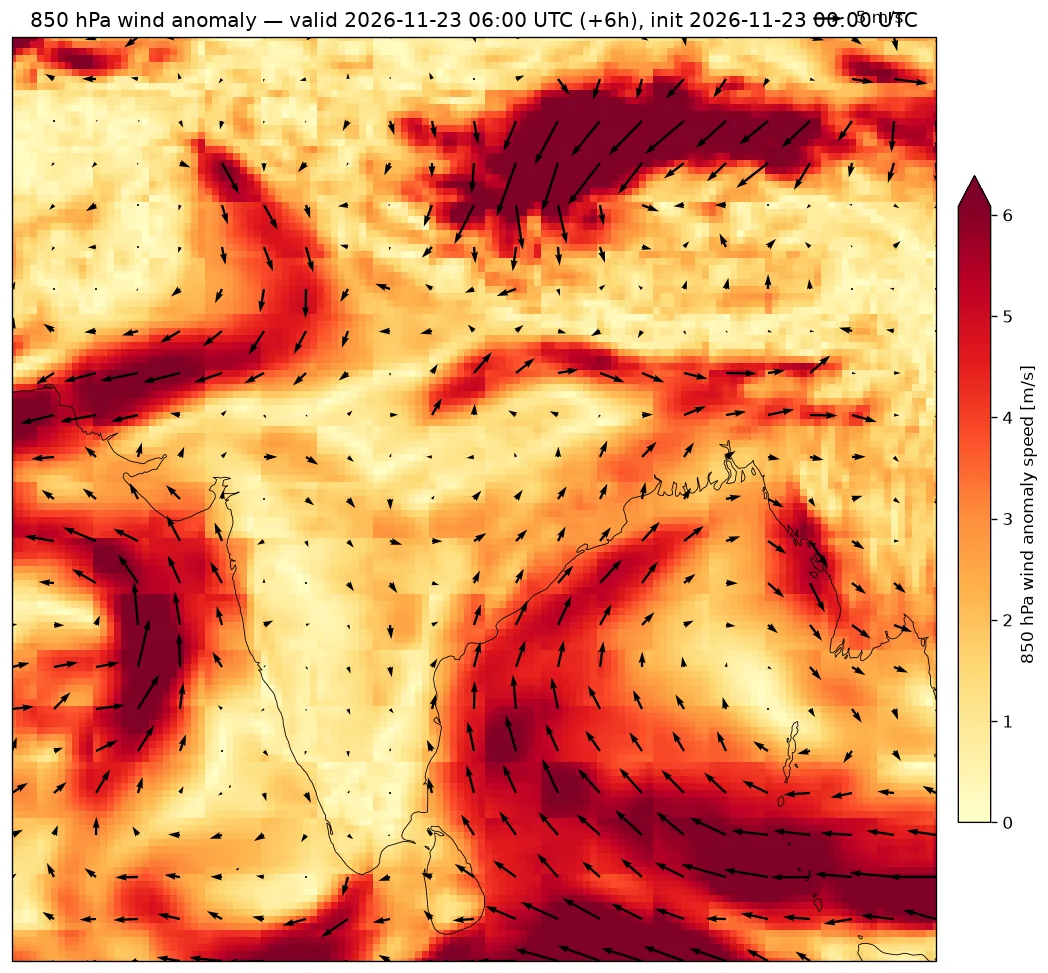 850 hPa wind anomaly — valid 2026-11-23 06:00 UTC (+6h), init 2026-11-23 00:00 UTC
5 m/s
6
5
4
3
2
1
0
850 hPa wind anomaly speed [m/s]